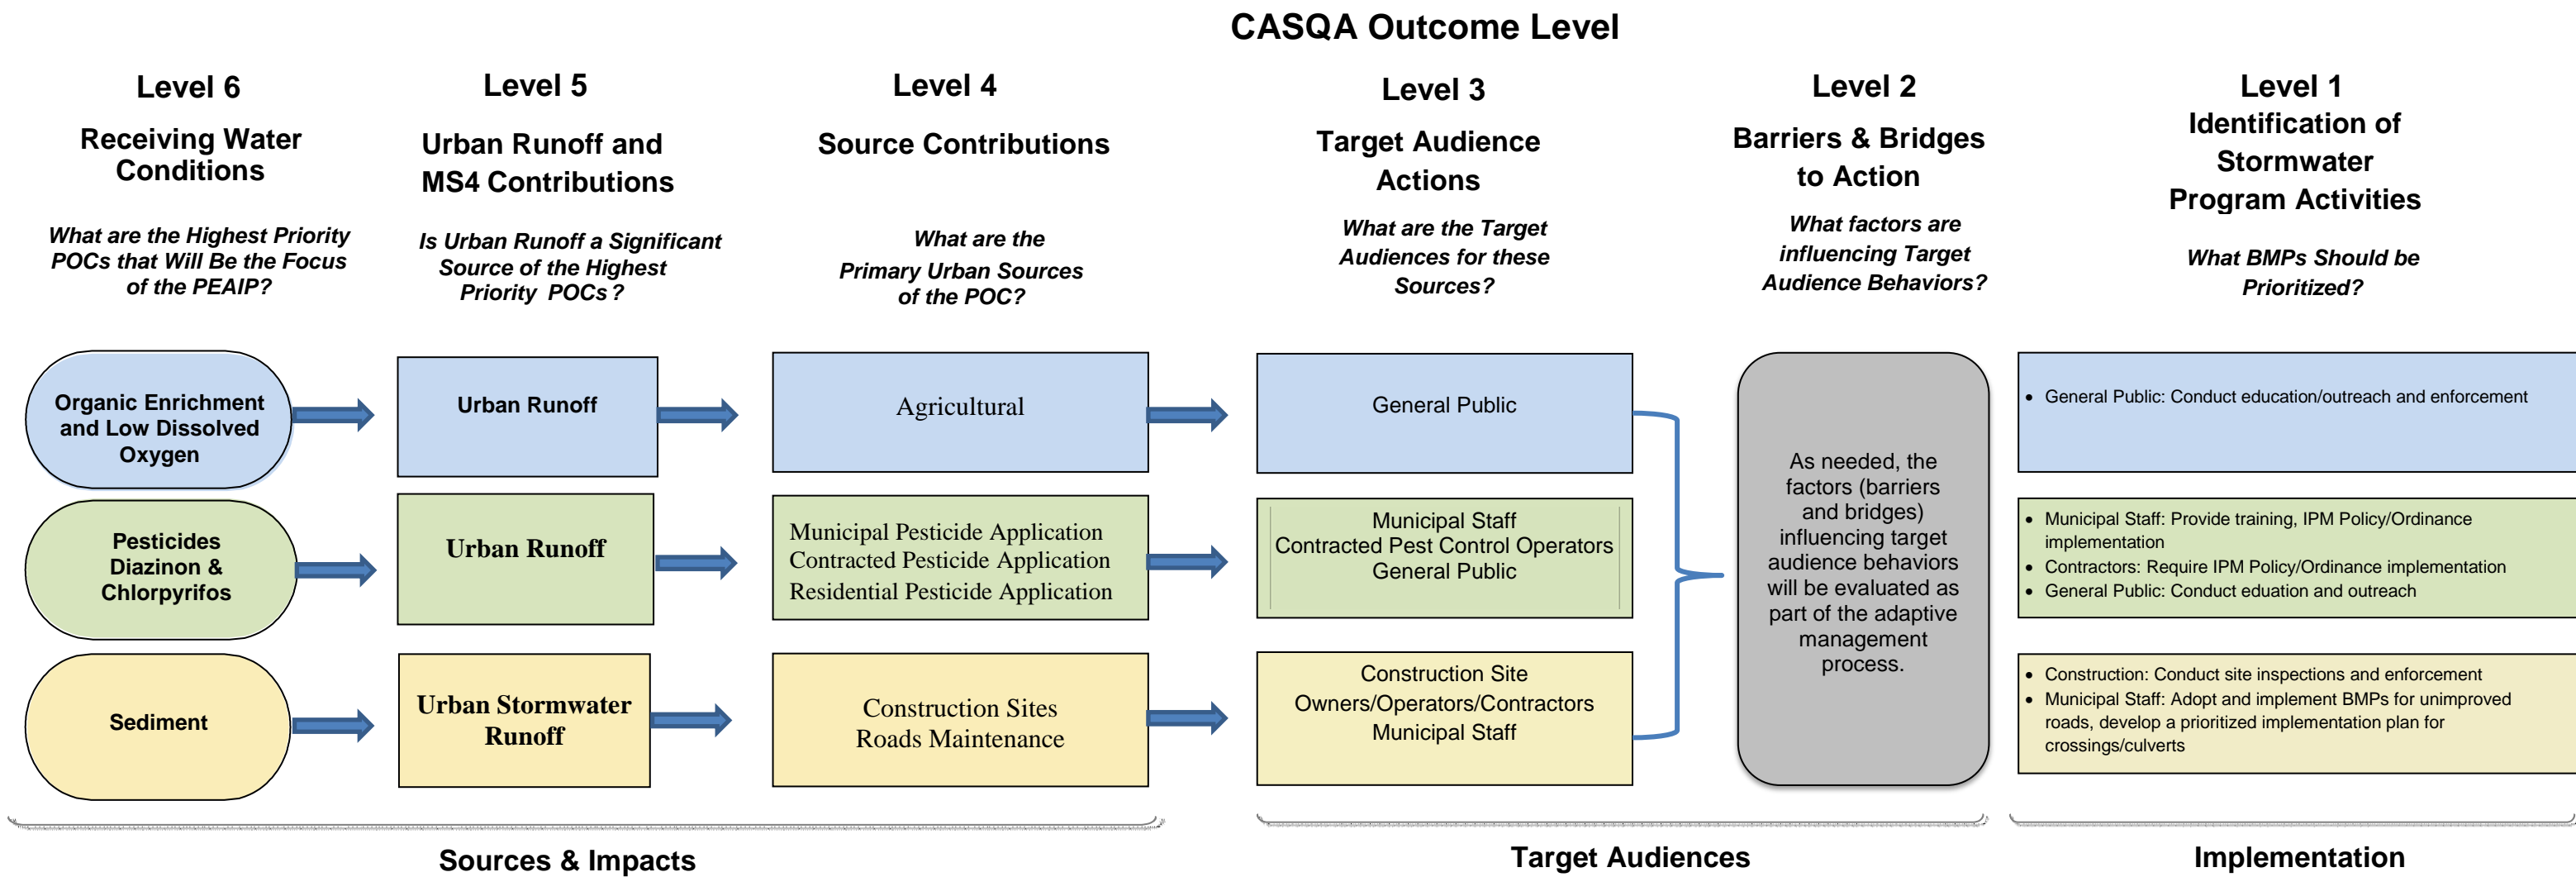 CASQA Outcome Level
Level 6
Receiving Water
Conditions
What are the Highest Priority
POCs that Will Be the Focus
of the PEAIP?
Level 5
Urban Runoff and
MS4 Contributions
Is Urban Runoff a Significant
Source of the Highest
Priority POCs?
Level 4
Source Contributions
What are the
Primary Urban Sources
of the POC?
Level 3
Target Audience
Actions
What are the Target
Audiences for these
Sources?
Level 2
Barriers & Bridges
to Action
What factors are
influencing Target
Audience Behaviors?
Level 1
Identification of
Stormwater
Program Activities
What BMPs Should be
Prioritized?
Organic Enrichment
and Low Dissolved
Oxygen
Urban Runoff
Agricultural
General Public
Pesticides
Diazinon &
Chlorpyrifos
Urban Runoff
Municipal Pesticide Application
Contracted Pesticide Application
Residential Pesticide Application
Municipal Staff
Contracted Pest Control Operators
General Public
Sediment
Urban Stormwater
Runoff
Construction Sites
Roads Maintenance
Construction Site
Owners/Operators/Contractors
Municipal Staff
As needed, the
factors (barriers
and bridges)
influencing target
audience behaviors
will be evaluated as
part of the adaptive
management
process.
• General Public: Conduct education/outreach and enforcement
• Municipal Staff: Provide training, IPM Policy/Ordinance
implementation
• Contractors: Require IPM Policy/Ordinance implementation
• General Public: Conduct eduation and outreach
• Construction: Conduct site inspections and enforcement
• Municipal Staff: Adopt and implement BMPs for unimproved
roads, develop a prioritized implementation plan for
crossings/culverts
Sources & Impacts
Target Audiences
Implementation